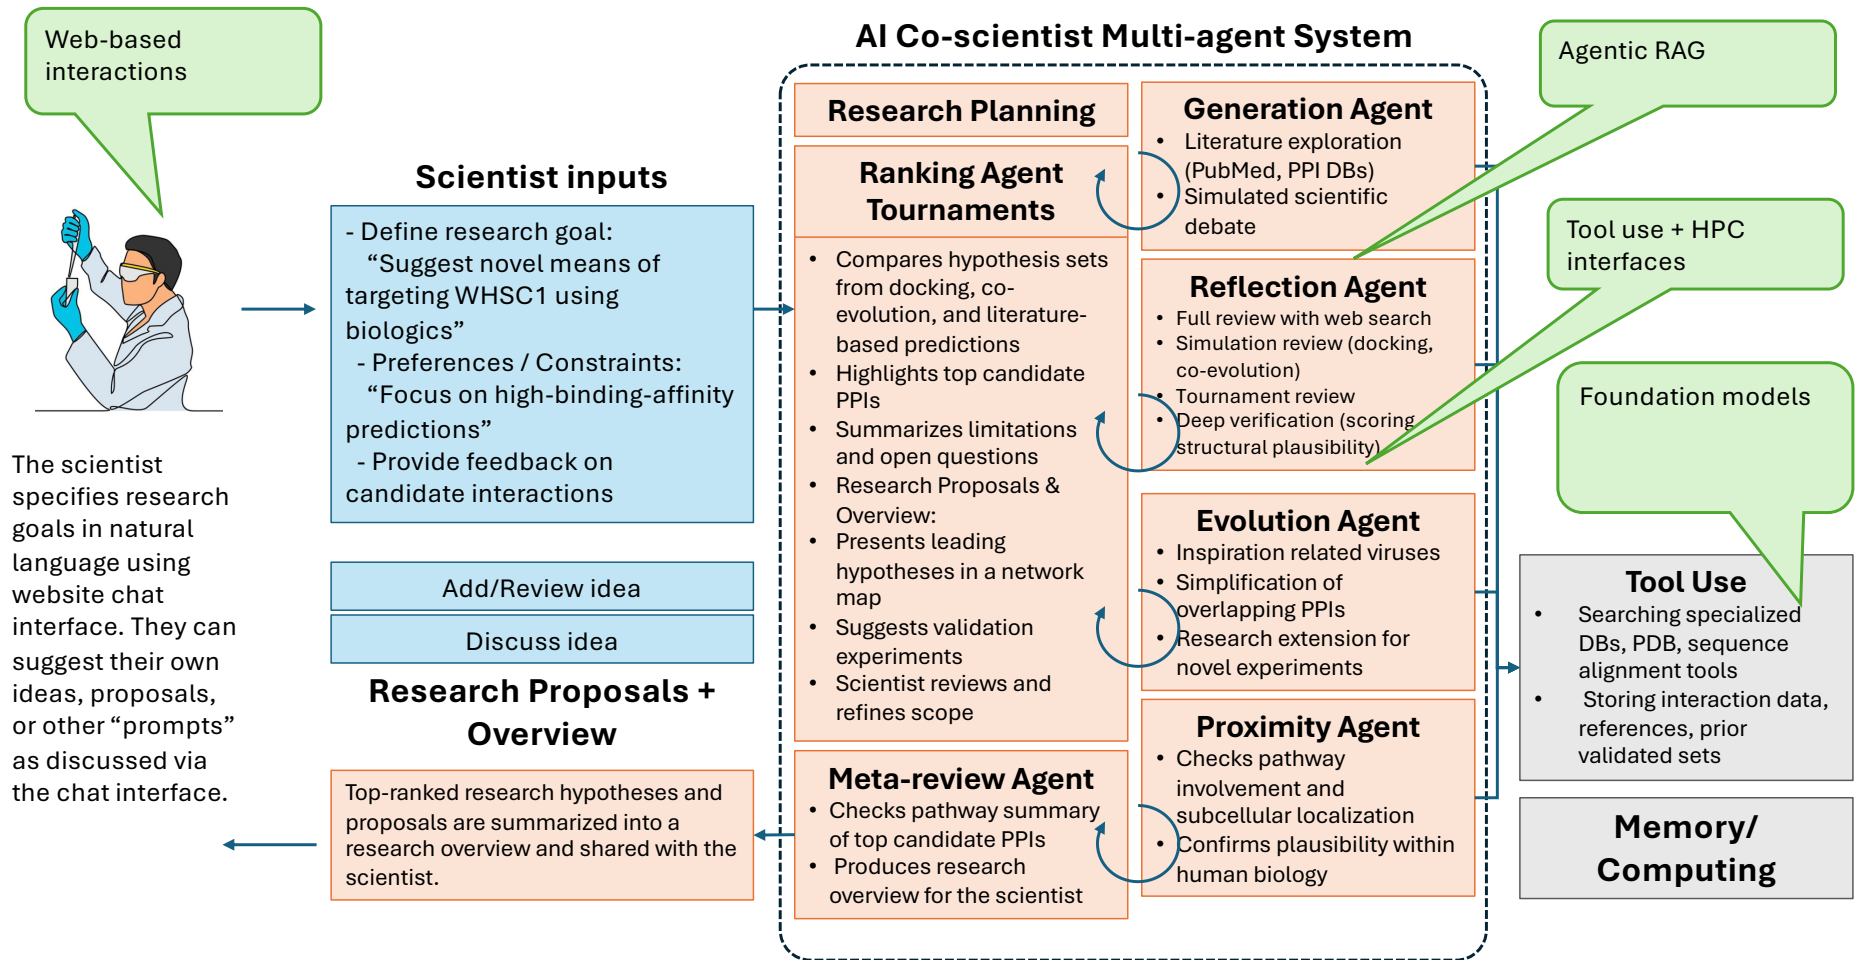 Web-based
interactions
The scientist
specifies research
goals in natural
language using
website chat
interface. They can
suggest their own
ideas, proposals,
or other “prompts”
as discussed via
the chat interface.
Scientist inputs
- Define research goal:
“Suggest novel means of
targeting WHSC1 using
biologics”
- Preferences / Constraints:
“Focus on high-binding-affinity
predictions”
- Provide feedback on
candidate interactions
Add/Review idea
Discuss idea
Research Proposals +
Overview
Top-ranked research hypotheses and
proposals are summarized into a
research overview and shared with the
scientist.
AI Co-scientist Multi-agent System
Research Planning
Ranking Agent
Tournaments
• Compares hypothesis sets
from docking, co-
evolution, and literature-
based predictions
• Highlights top candidate
PPIs
• Summarizes limitations
and open questions
• Research Proposals &
Overview:
• Presents leading
hypotheses in a network
map
• Suggests validation
experiments
• Scientist reviews and
refines scope
Meta-review Agent
• Checks pathway summary
of top candidate PPIs
• Produces research
overview for the scientist
Generation Agent
• Literature exploration
(PubMed, PPI DBs)
• Simulated scientific
debate
Reflection Agent
• Full review with web search
• Simulation review (docking,
co-evolution)
• Tournament review
• Deep verification (scoring
structural plausibility)
Evolution Agent
• Inspiration related viruses
• Simplification of
overlapping PPIs
• Research extension for
novel experiments
Proximity Agent
• Checks pathway
involvement and
subcellular localization
• Confirms plausibility within
human biology
Agentic RAG
Tool use + HPC
interfaces
Foundation models
Tool Use
• Searching specialized
DBs, PDB, sequence
alignment tools
• Storing interaction data,
references, prior
validated sets
Memory/
Computing